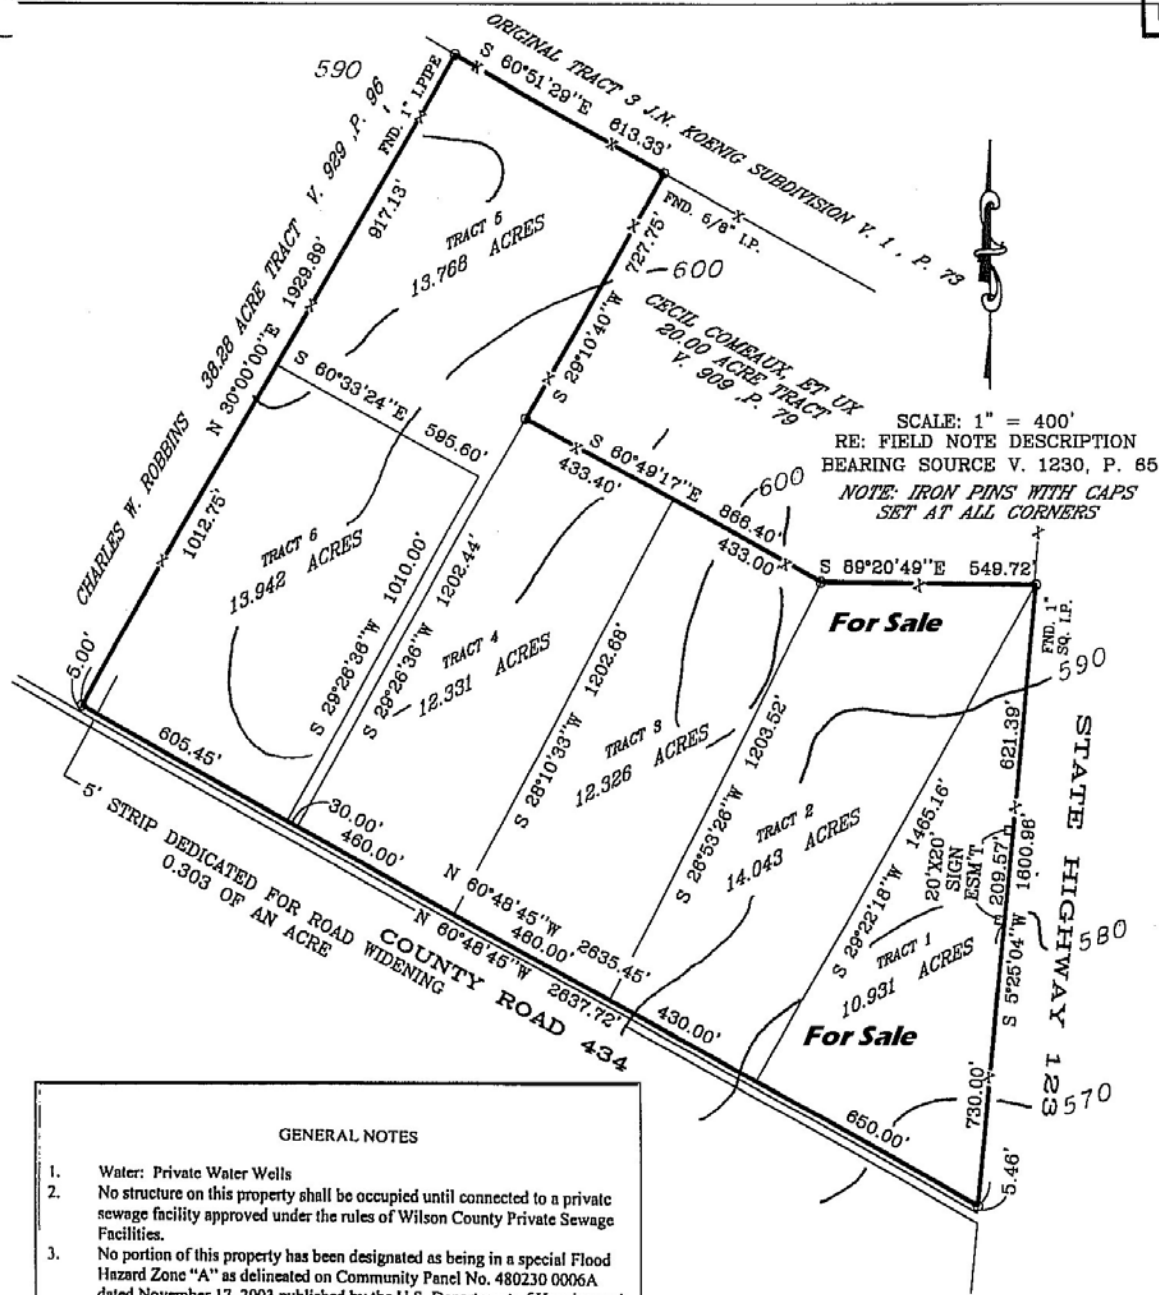 ORIGINAL TRACT 3 J.N. KOENIG SUBDIVISION V. 1 , P. 73
S 60°51'29"E 613.33'
590
FND. 1" I.PIPE
CHARLES W. ROBBINS 38.28 ACRE TRACT V. 929 ,P. 96
N 30°00'00"E 1929.89'
917.13'
1012.75'
TRACT 5
13.768 ACRES
FND. 5/8" I.P.
S 29°10'40"W 727.75'
600
CECIL COMEAUX, ET UX
20.00 ACRE TRACT
V. 909 ,P. 79
S 60°33'24"E 595.60'
SCALE: 1" = 400'
RE: FIELD NOTE DESCRIPTION
BEARING SOURCE V. 1230, P. 65
NOTE: IRON PINS WITH CAPS
SET AT ALL CORNERS
S 60°49'17"E 866.40'
433.40'
433.00'
600
S 89°20'49"E 549.72'
For Sale
FND. 1"
SQ. I.P.
590
TRACT 6
13.942 ACRES
S 29°26'36"W 1010.00'
S 29°26'36"W 1202.44'
TRACT 4
12.331 ACRES
S 28°10'33"W 1202.68'
TRACT 3
12.326 ACRES
S 26°53'26"W 1203.52'
TRACT 2
14.043 ACRES
S 29°22'18"W 1465.16'
20'X20'
SIGN
ESM'T.
209.57'
621.39'
S 5°25'04"W 1600.96'
STATE HIGHWAY 123
580
TRACT 1
10.931 ACRES
For Sale
730.00'
570
5.46'
5.00'
605.45'
30.00'
460.00'
N 60°48'45"W 2635.45'
460.00'
430.00'
650.00'
N 60°48'45"W 2637.72'
COUNTY ROAD 434
5' STRIP DEDICATED FOR ROAD WIDENING
0.303 OF AN ACRE
GENERAL NOTES
1. Water: Private Water Wells
2. No structure on this property shall be occupied until connected to a private
sewage facility approved under the rules of Wilson County Private Sewage
Facilities.
3. No portion of this property has been designated as being in a special Flood
Hazard Zone "A" as delineated on Community Panel No. 480230 0006A